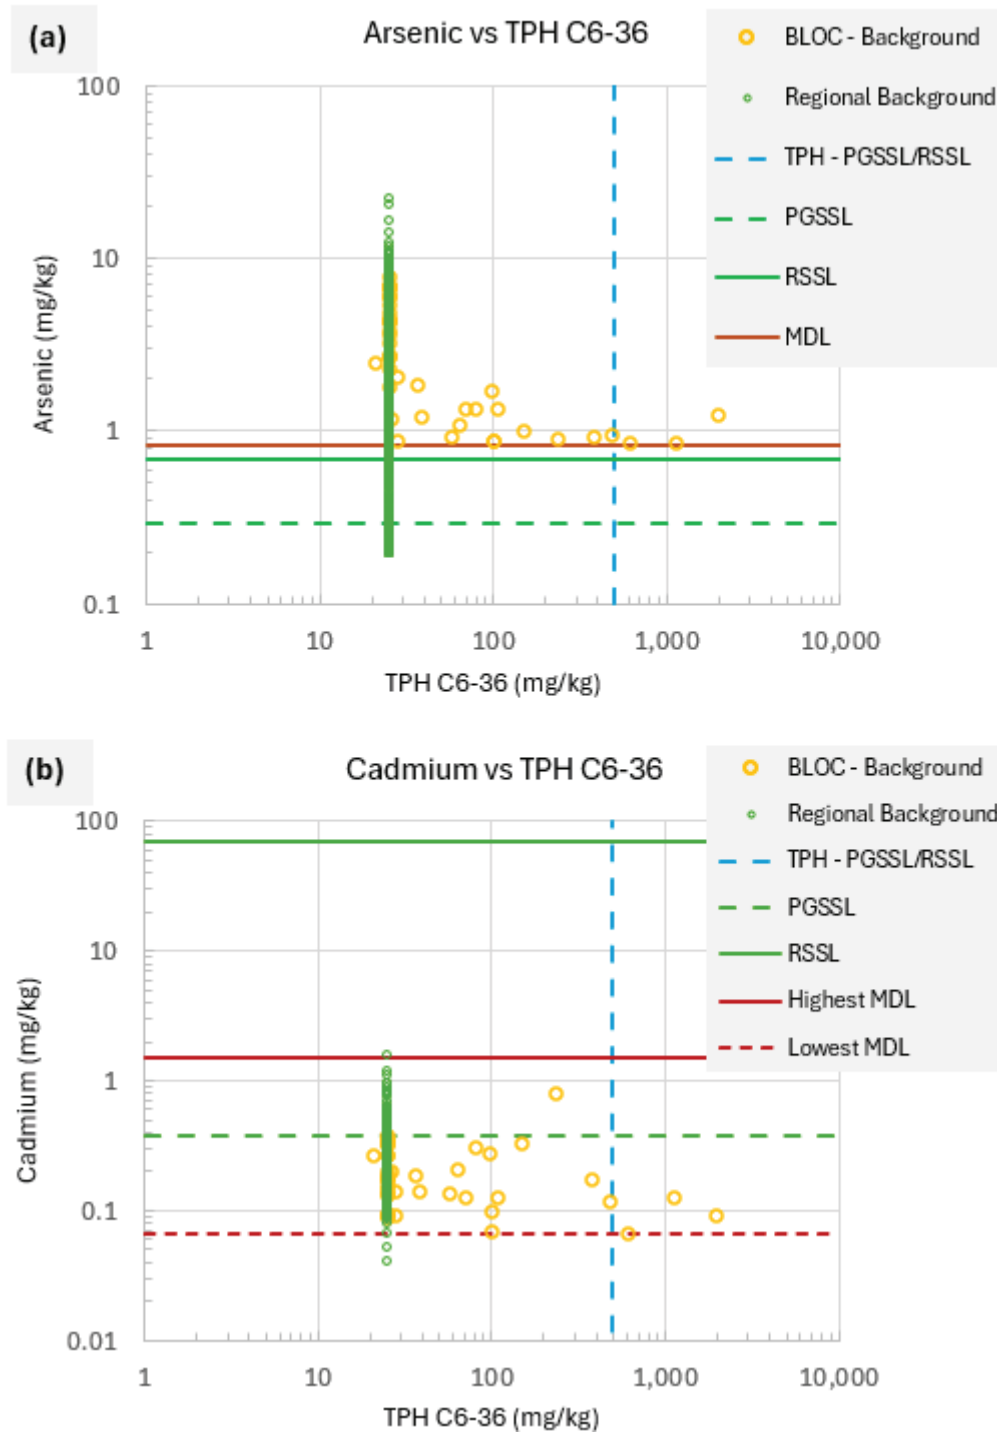 (a)
Arsenic vs TPH C6-36
BLOC - Background
Regional Background
TPH - PGSSL/RSSL
PGSSL
RSSL
MDL
100
10
1
0.1
Arsenic (mg/kg)
1
10
100
1,000
10,000
TPH C6-36 (mg/kg)
(b)
Cadmium vs TPH C6-36
BLOC - Background
Regional Background
TPH - PGSSL/RSSL
PGSSL
RSSL
Highest MDL
Lowest MDL
100
10
1
0.1
0.01
Cadmium (mg/kg)
1
10
100
1,000
10,000
TPH C6-36 (mg/kg)